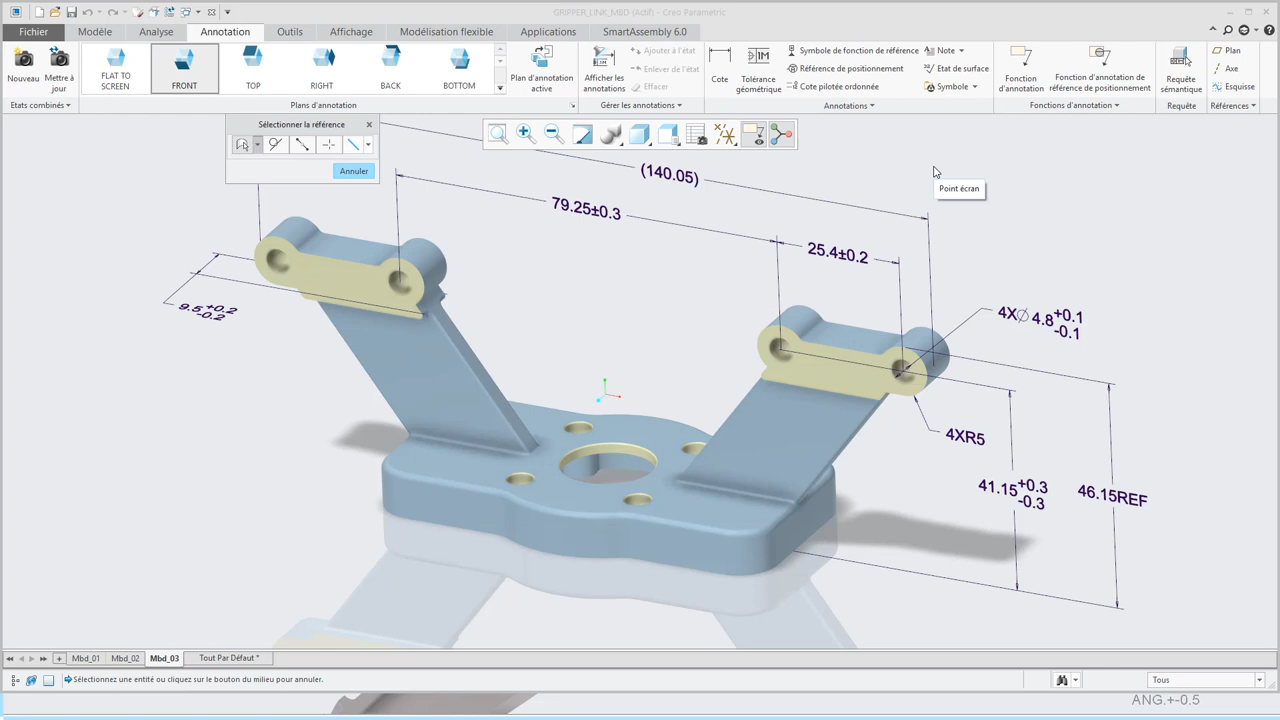 GRIPPER_LINK_MBD (Actif) - Creo Parametric
Fichier Modèle Analyse Annotation Outils Affichage Modélisation flexible Applications SmartAssembly 6.0
Nouveau
Mettre à jour
Etats combinés
FLAT TO SCREEN
FRONT
TOP
RIGHT
BACK
BOTTOM
Plan d'annotation active
Plans d'annotation
Afficher les annotations
Ajouter à l'état
Enlever de l'état
Effacer
Gérer les annotations
Cote
Tolérance géométrique
Symbole de fonction de référence
Référence de positionnement
Cote pilotée ordonnée
Note
Etat de surface
Symbole
Annotations
Fonction d'annotation
Fonction d'annotation de référence de positionnement
Fonctions d'annotation
Requête sémantique
Requête
Plan
Axe
Esquisse
Références
Sélectionner la référence
Annuler
Point écran
(140.05)
79.25±0.3
25.4±0.2
9.5+0.2
-0.2
4X∅ 4.8+0.1
-0.1
4XR5
41.15+0.3
-0.3
46.15REF
Mbd_01 Mbd_02 Mbd_03 Tout Par Défaut *
Sélectionnez une entité ou cliquez sur le bouton du milieu pour annuler.
Tous
ANG.+-0.5